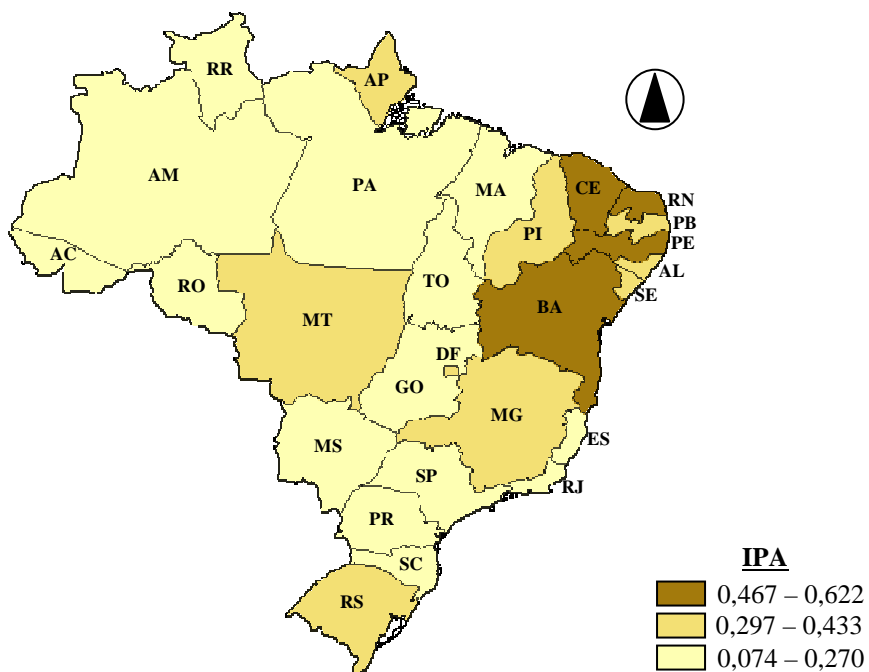 RR
AP
AM
PA
MA
CE
RN
PB
PI
PE
AC
AL
RO
TO
SE
BA
MT
DF
GO
MG
MS
ES
SP
RJ
PR
SC
RS
IPA
0,467 – 0,622
0,297 – 0,433
0,074 – 0,270